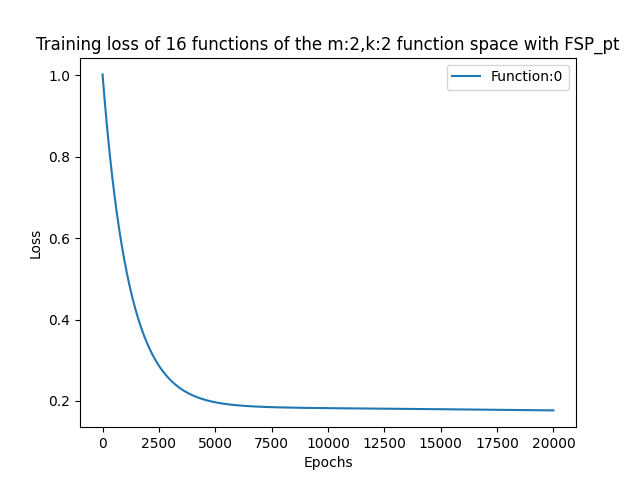 Training loss of 16 functions of the m:2,k:2 function space with FSP_pt
Function:0
1.0
0.8
0.6
0.4
0.2
Loss
0 2500 5000 7500 10000 12500 15000 17500 20000
Epochs